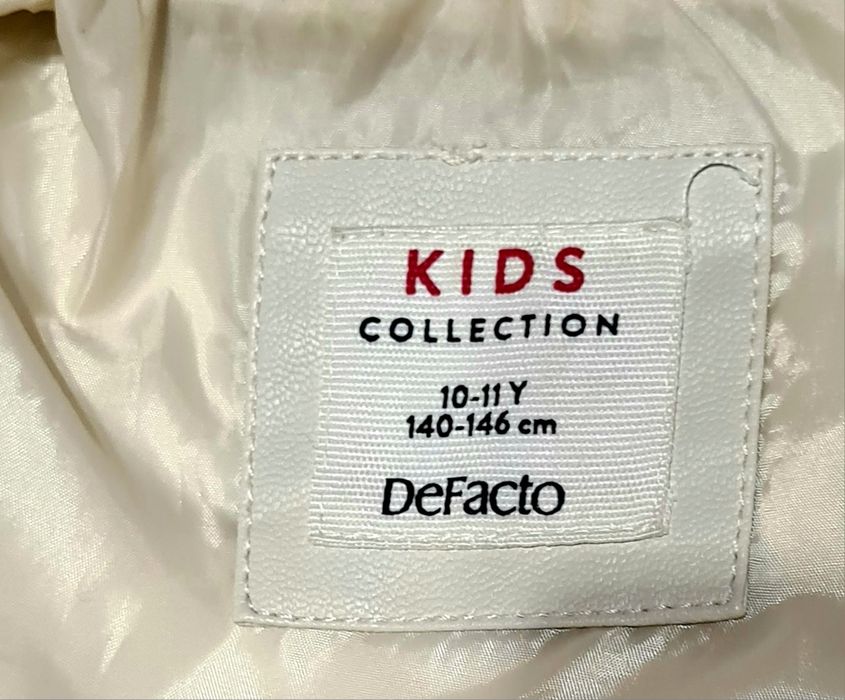 KIDS
COLLECTION
10-11 Y
140-146 cm
DeFacto